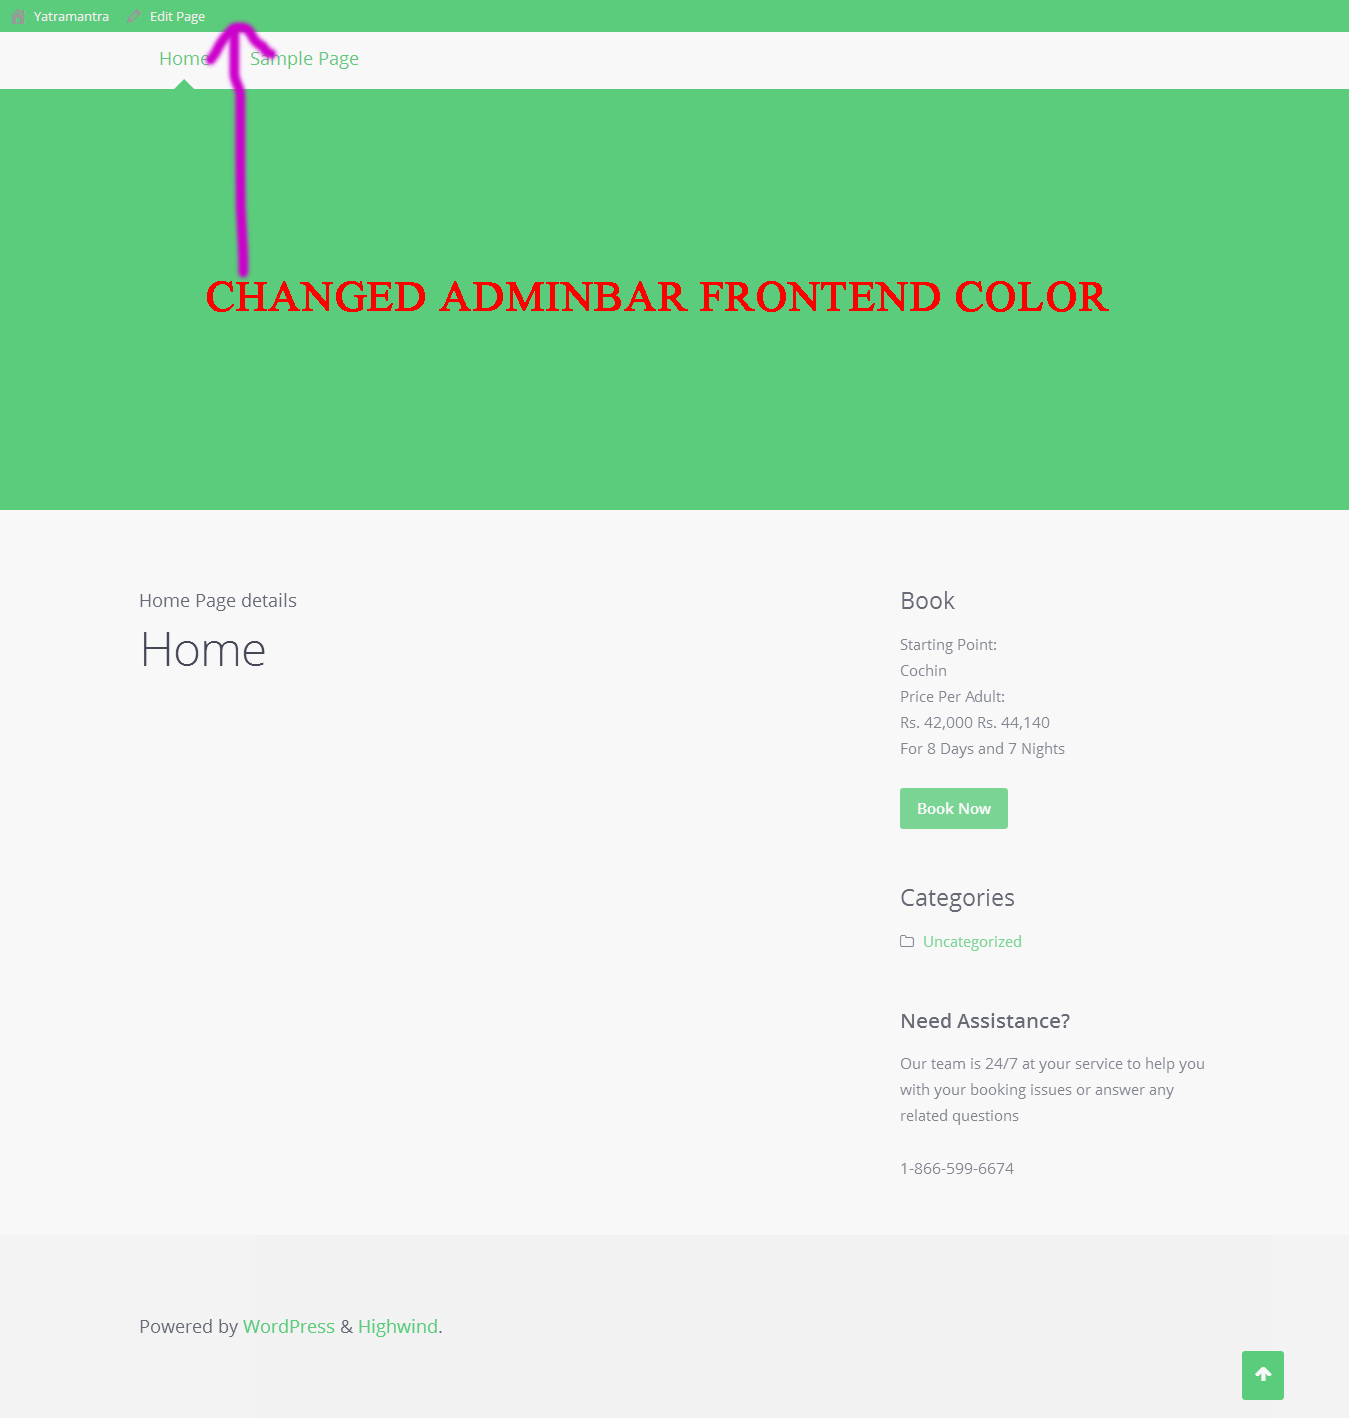 Yatramantra Edit Page
Home Sample Page
CHANGED ADMINBAR FRONTEND COLOR
Home Page details
Home
Book
Starting Point:
Cochin
Price Per Adult:
Rs. 42,000 Rs. 44,140
For 8 Days and 7 Nights
Book Now
Categories
Uncategorized
Need Assistance?
Our team is 24/7 at your service to help you
with your booking issues or answer any
related questions
1-866-599-6674
Powered by WordPress & Highwind.